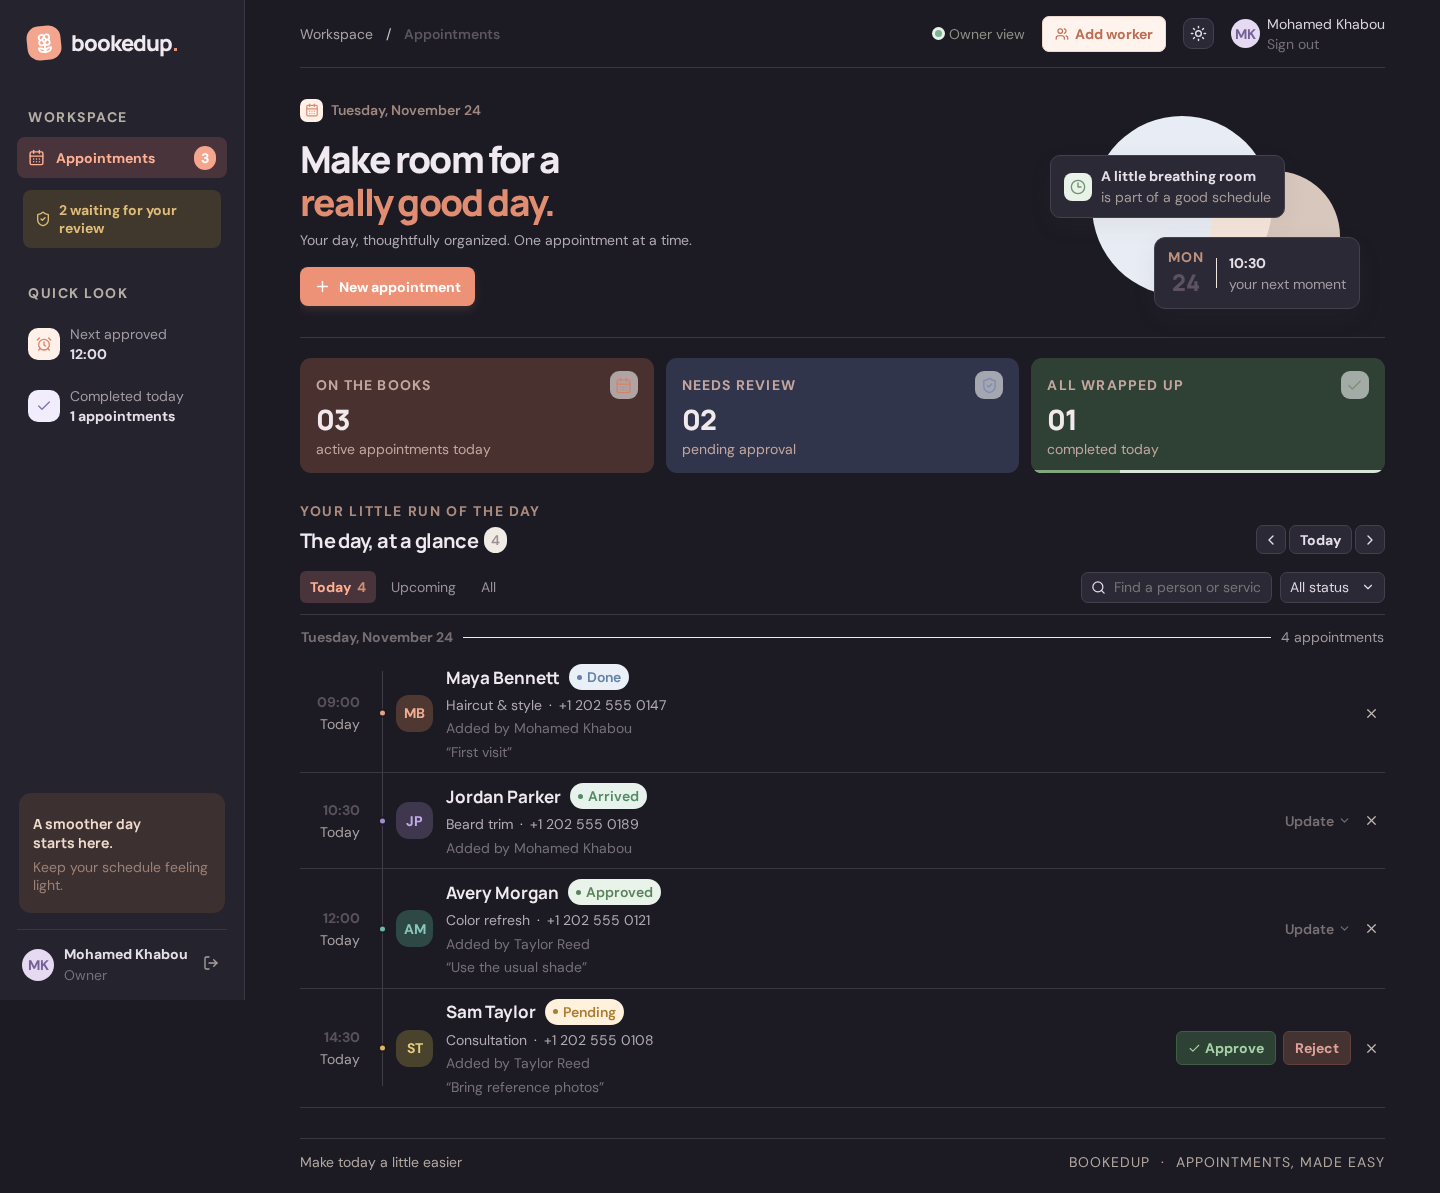 bookedup.
WORKSPACE
Appointments 3
2 waiting for your
review
QUICK LOOK
Next approved
12:00
Completed today
1 appointments
A smoother day
starts here.
Keep your schedule feeling
light.
MK Mohamed Khabou
Owner
Workspace / Appointments
Owner view
Add worker
MK Mohamed Khabou
Sign out
Tuesday, November 24
Make room for a
really good day.
Your day, thoughtfully organized. One appointment at a time.
New appointment
A little breathing room
is part of a good schedule
MON
24
10:30
your next moment
ON THE BOOKS
03
active appointments today
NEEDS REVIEW
02
pending approval
ALL WRAPPED UP
01
completed today
YOUR LITTLE RUN OF THE DAY
The day, at a glance 4
Today
Today 4 Upcoming All
Find a person or servic
All status
Tuesday, November 24 4 appointments
09:00
Today
MB
Maya Bennett Done
Haircut & style · +1 202 555 0147
Added by Mohamed Khabou
“First visit”
10:30
Today
JP
Jordan Parker Arrived
Beard trim · +1 202 555 0189
Added by Mohamed Khabou
Update
12:00
Today
AM
Avery Morgan Approved
Color refresh · +1 202 555 0121
Added by Taylor Reed
“Use the usual shade”
Update
14:30
Today
ST
Sam Taylor Pending
Consultation · +1 202 555 0108
Added by Taylor Reed
“Bring reference photos”
Approve Reject
Make today a little easier
BOOKEDUP · APPOINTMENTS, MADE EASY